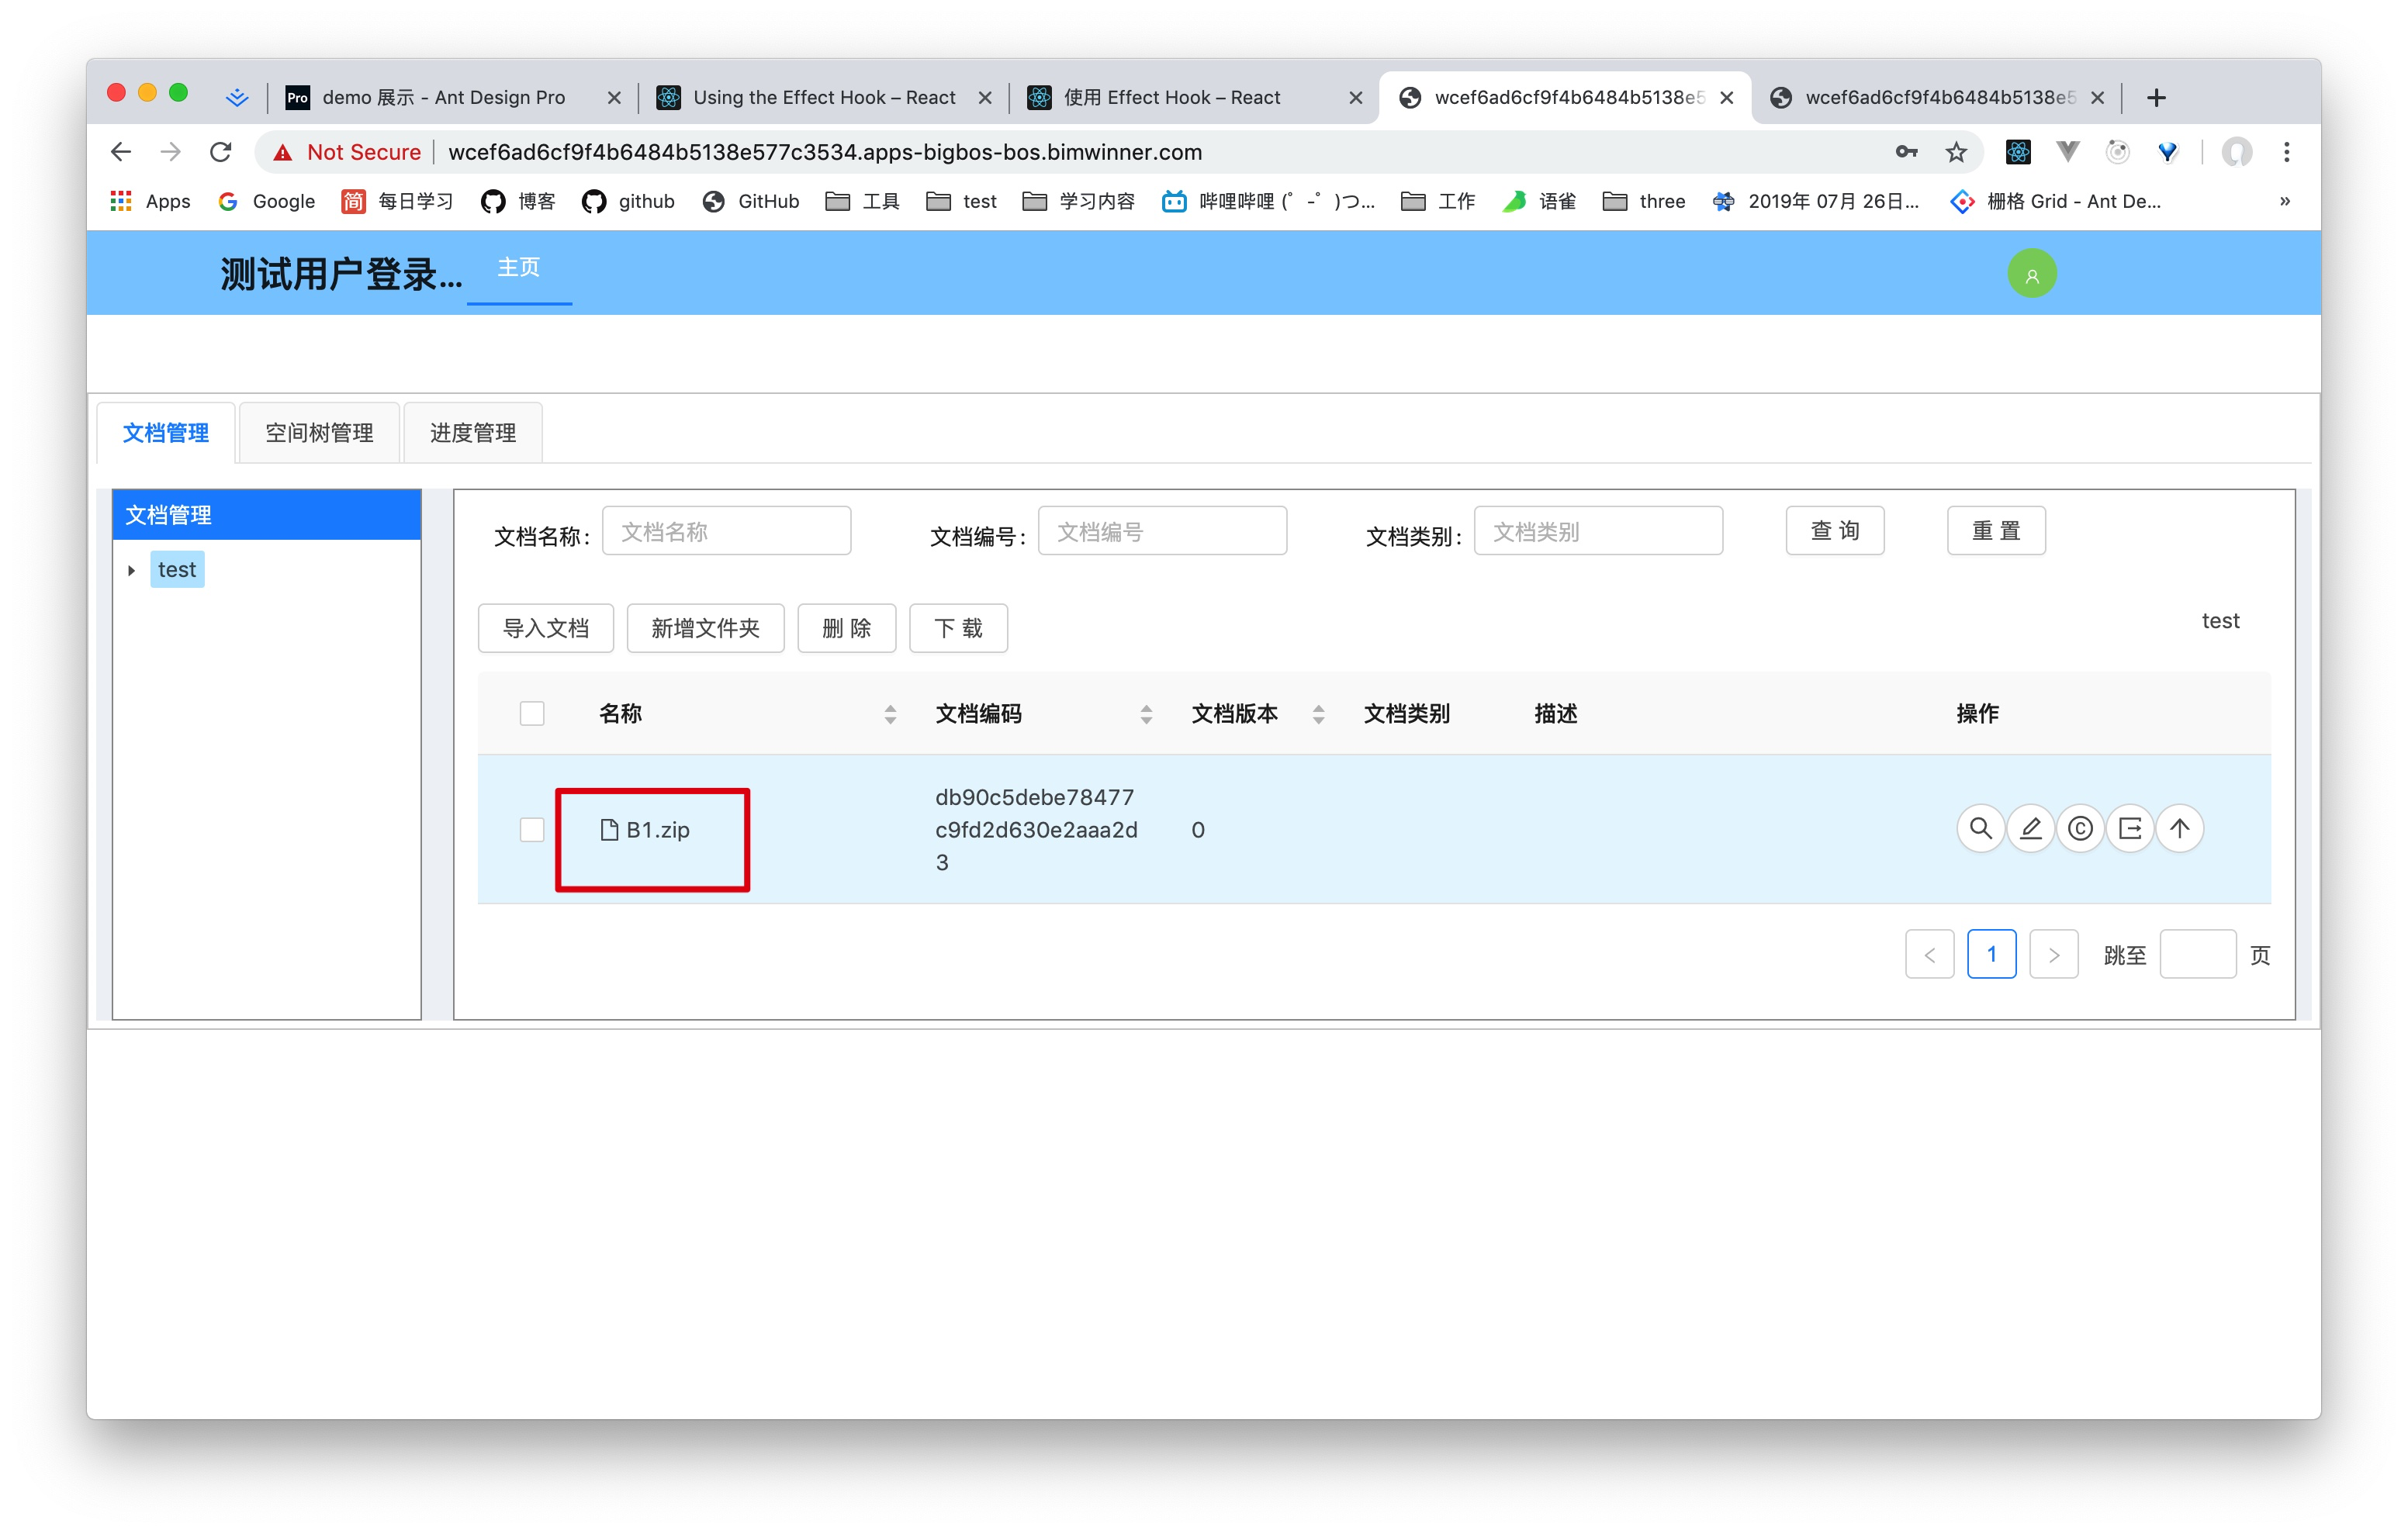 Pro demo 展示 - Ant Design Pro
Using the Effect Hook – React
使用 Effect Hook – React
wcef6ad6cf9f4b6484b5138e5
wcef6ad6cf9f4b6484b5138e5
Not Secure wcef6ad6cf9f4b6484b5138e577c3534.apps-bigbos-bos.bimwinner.com
Apps Google 简 每日学习 博客 github GitHub 工具 test 学习内容 哔哩哔哩 (゜-゜)つ... 工作 语雀 three 2019年 07月 26日... 栅格 Grid - Ant De... »
测试用户登录... 主页
文档管理 空间树管理 进度管理
文档管理
test
文档名称: 文档名称 文档编号: 文档编号 文档类别: 文档类别 查 询 重 置
导入文档 新增文件夹 删 除 下 载 test
名称 文档编码 文档版本 文档类别 描述 操作
B1.zip db90c5debe78477 0
c9fd2d630e2aaa2d
3
< 1 > 跳至 页